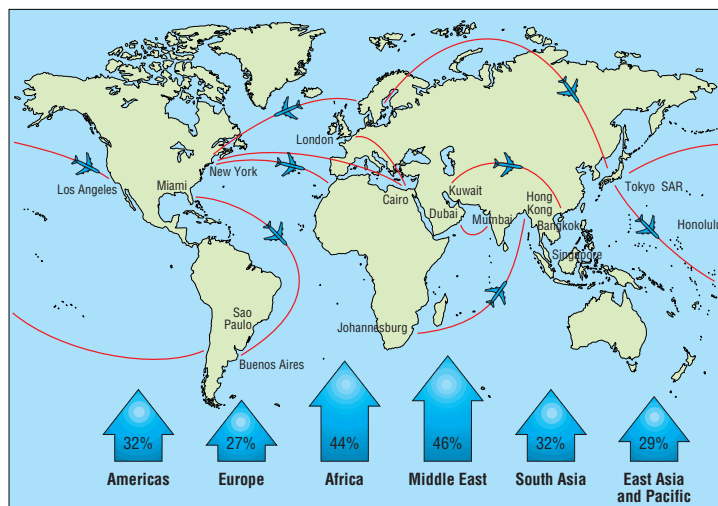 London
New York
Los Angeles
Miami
Cairo
Kuwait
Dubai
Mumbai
Hong
Kong
Bangkok
Singapore
Tokyo SAR
Honolulu
Sao
Paulo
Johannesburg
Buenos Aires
32%
27%
44%
46%
32%
29%
Americas
Europe
Africa
Middle East
South Asia
East Asia
and Pacific